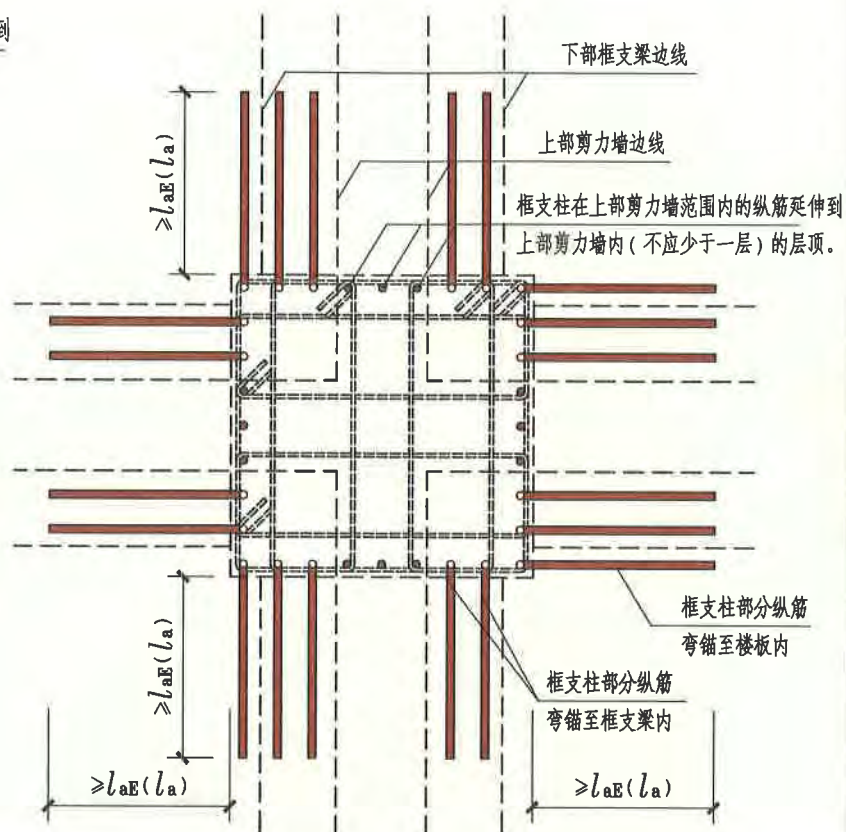 到
下部框支梁边线
上部剪力墙边线
框支柱在上部剪力墙范围内的纵筋延伸到
上部剪力墙内(不应少于一层)的层顶。
≥laE(la)
框支柱部分纵筋
弯锚至楼板内
框支柱部分纵筋
弯锚至框支梁内
≥laE(la)
≥laE(la)
≥laE(la)